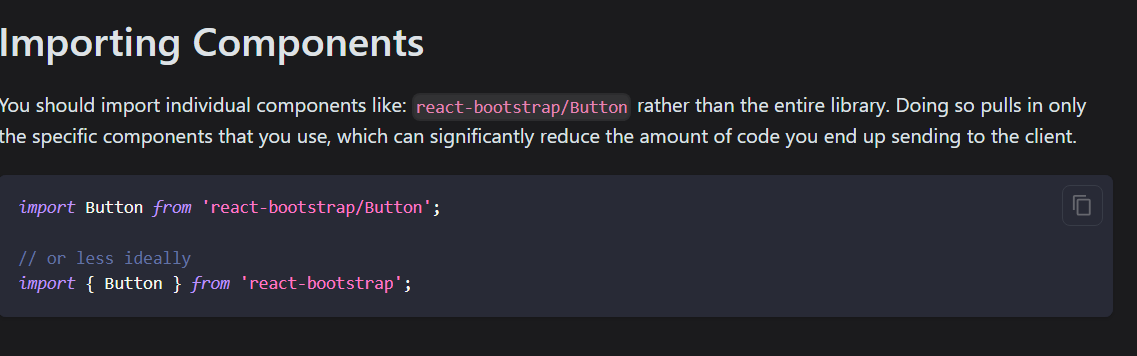 Importing Components
You should import individual components like: react-bootstrap/Button rather than the entire library. Doing so pulls in only
the specific components that you use, which can significantly reduce the amount of code you end up sending to the client.
import Button from 'react-bootstrap/Button';
// or less ideally
import { Button } from 'react-bootstrap';